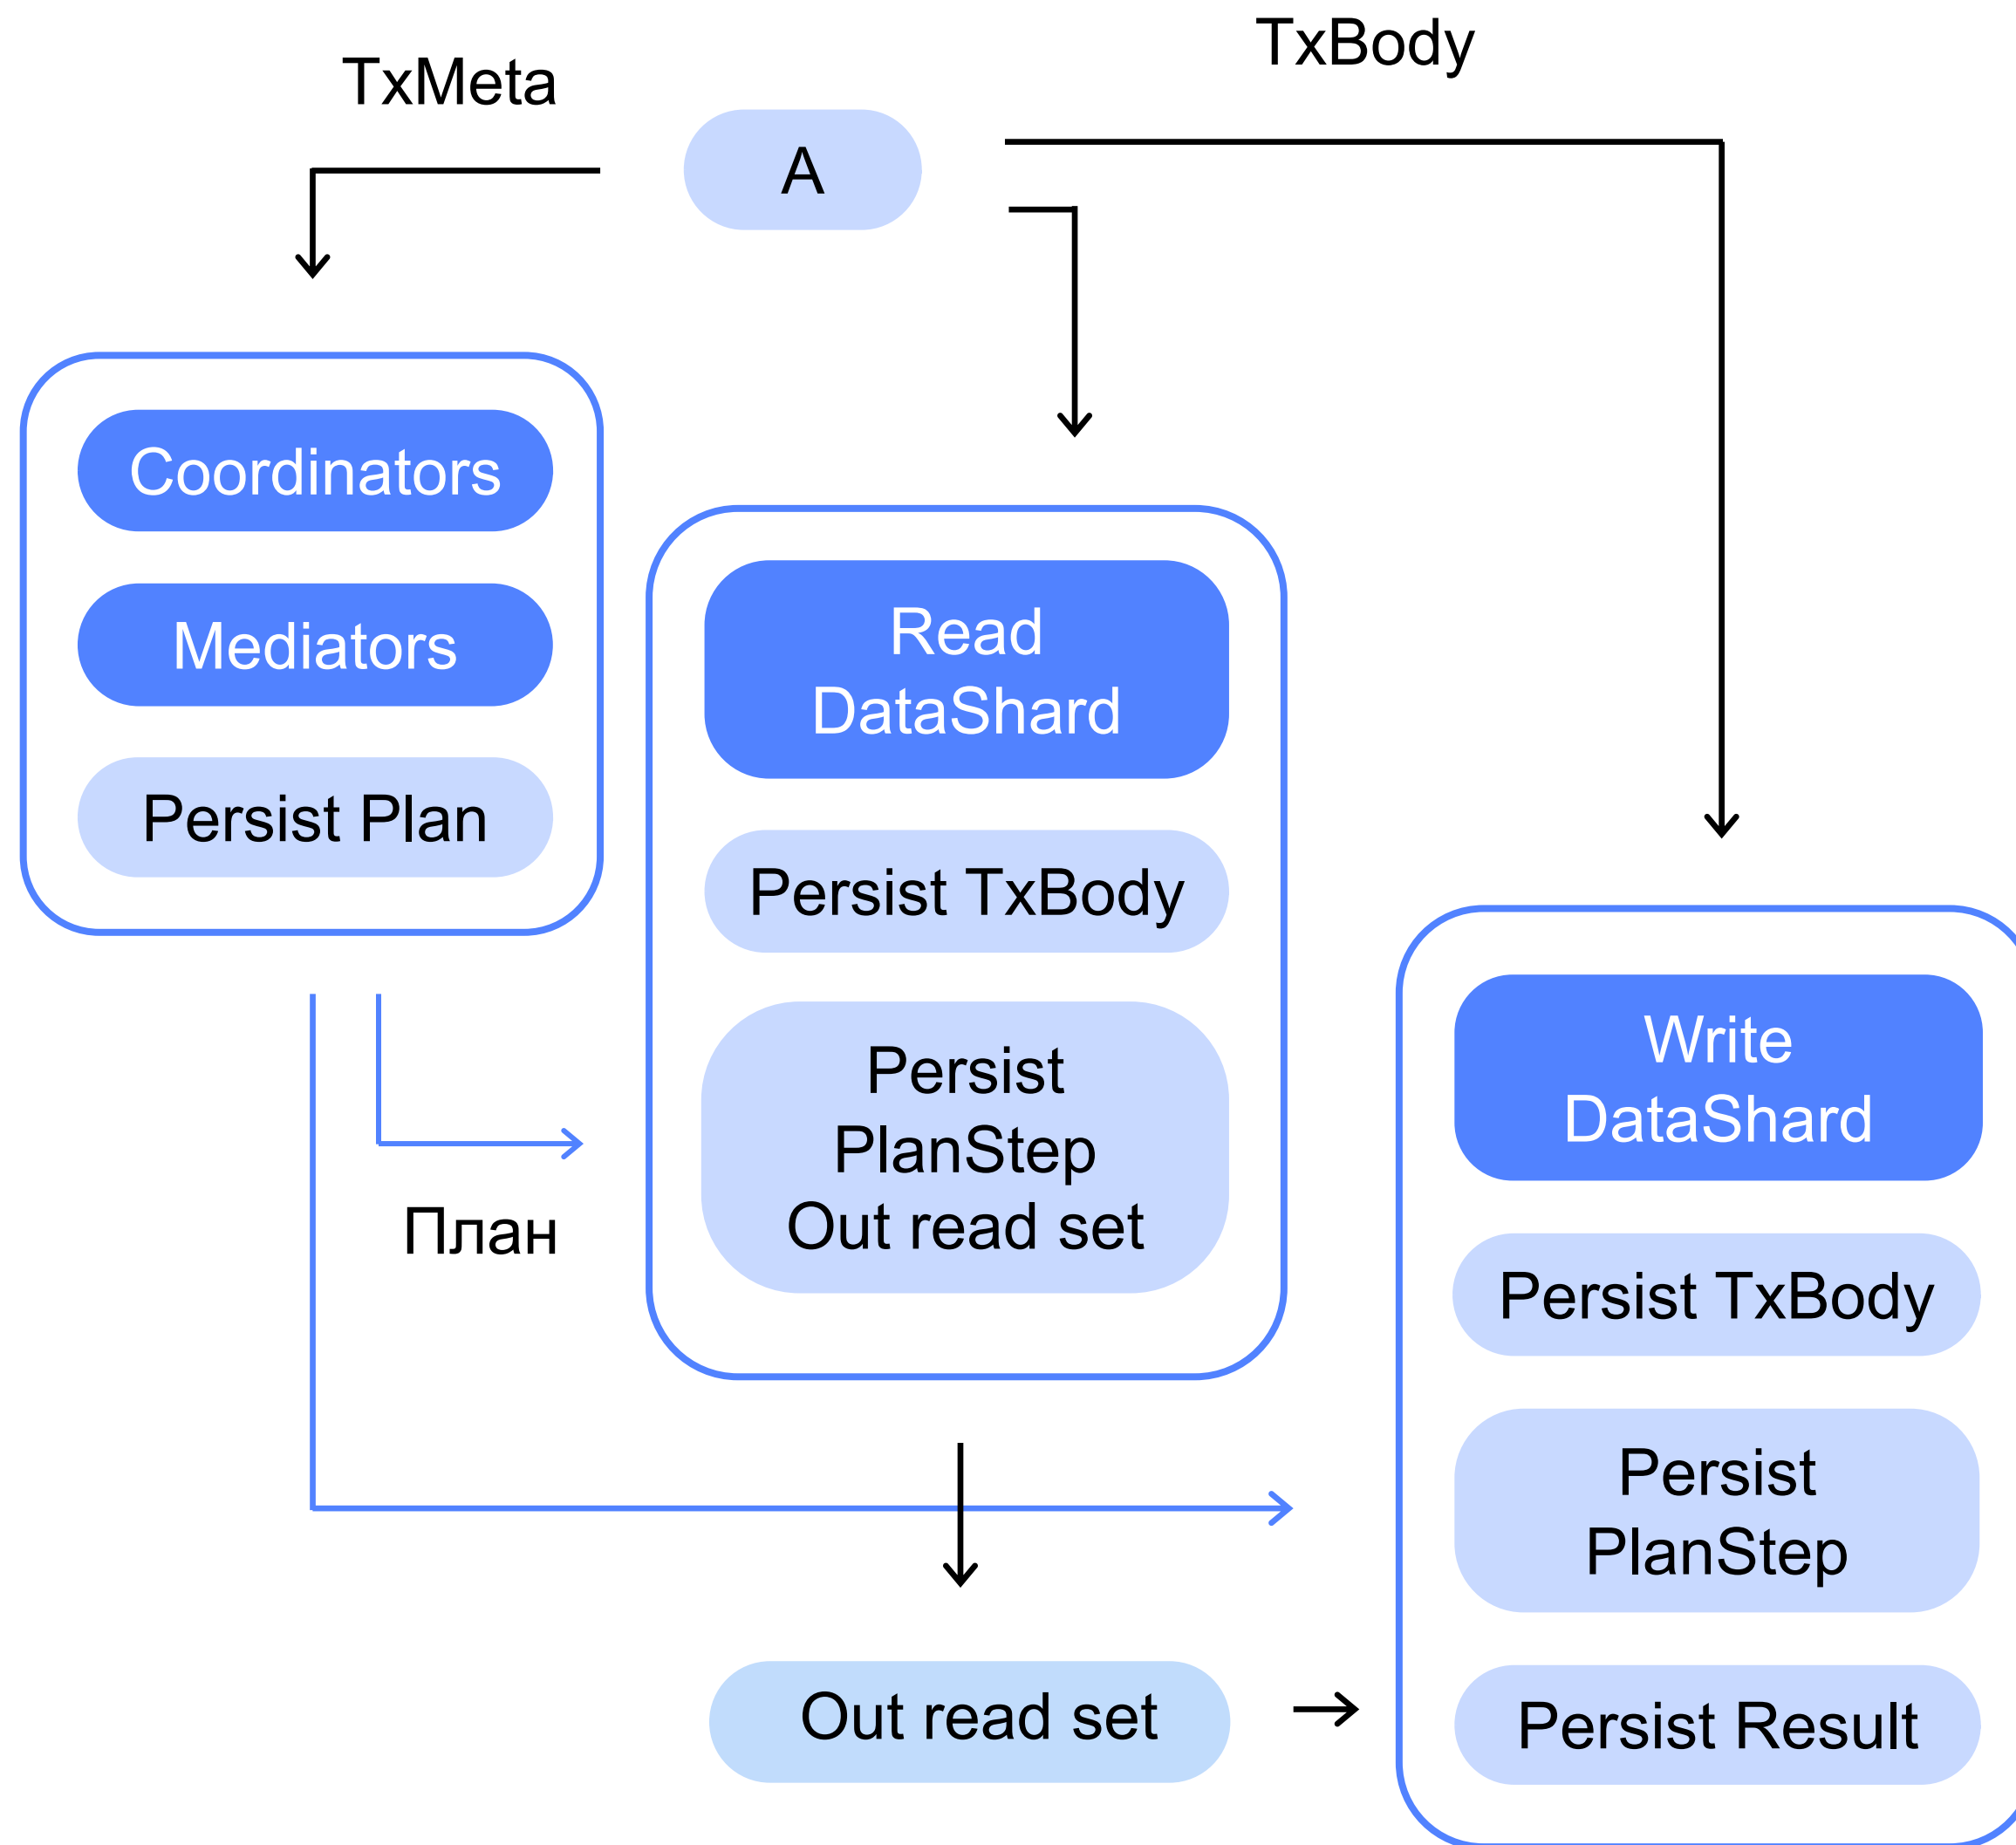 TxBody
TxMeta
A
Coordinators
Mediators
Persist Plan
Read
DataShard
Persist TxBody
Persist
PlanStep
Out read set
План
Write
DataShard
Persist TxBody
Persist
PlanStep
Persist Result
Out read set